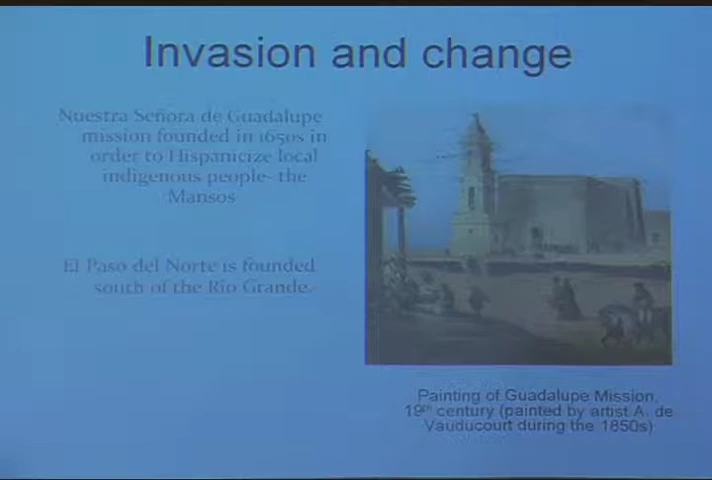 Invasion and change
Nuestra Señora de Guadalupe
mission founded in 1650s in
order to Hispanicize local
indigenous people- the
Mansos
El Paso del Norte is founded
south of the Rio Grande.
Painting of Guadalupe Mission,
19th century (painted by artist A. de
Vauducourt during the 1850s)